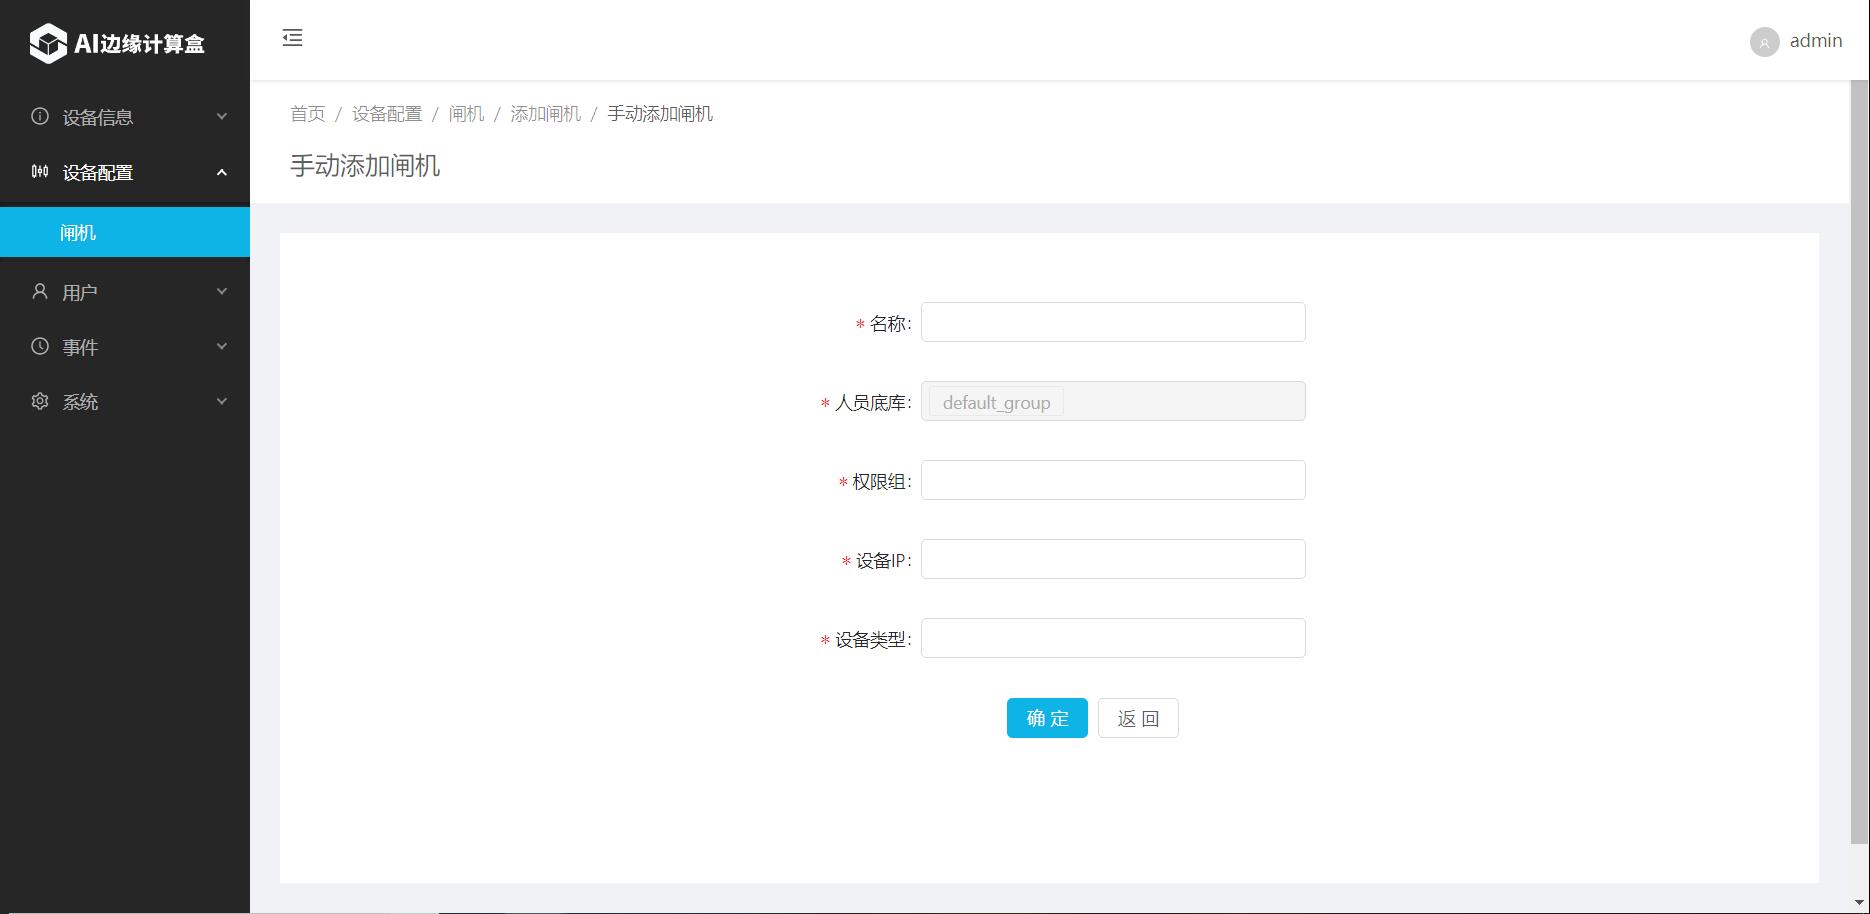 AI边缘计算盒
admin
设备信息
设备配置
闸机
用户
事件
系统
首页 / 设备配置 / 闸机 / 添加闸机 / 手动添加闸机
手动添加闸机
* 名称:
* 人员底库: default_group
* 权限组:
* 设备IP:
* 设备类型:
确 定 返 回